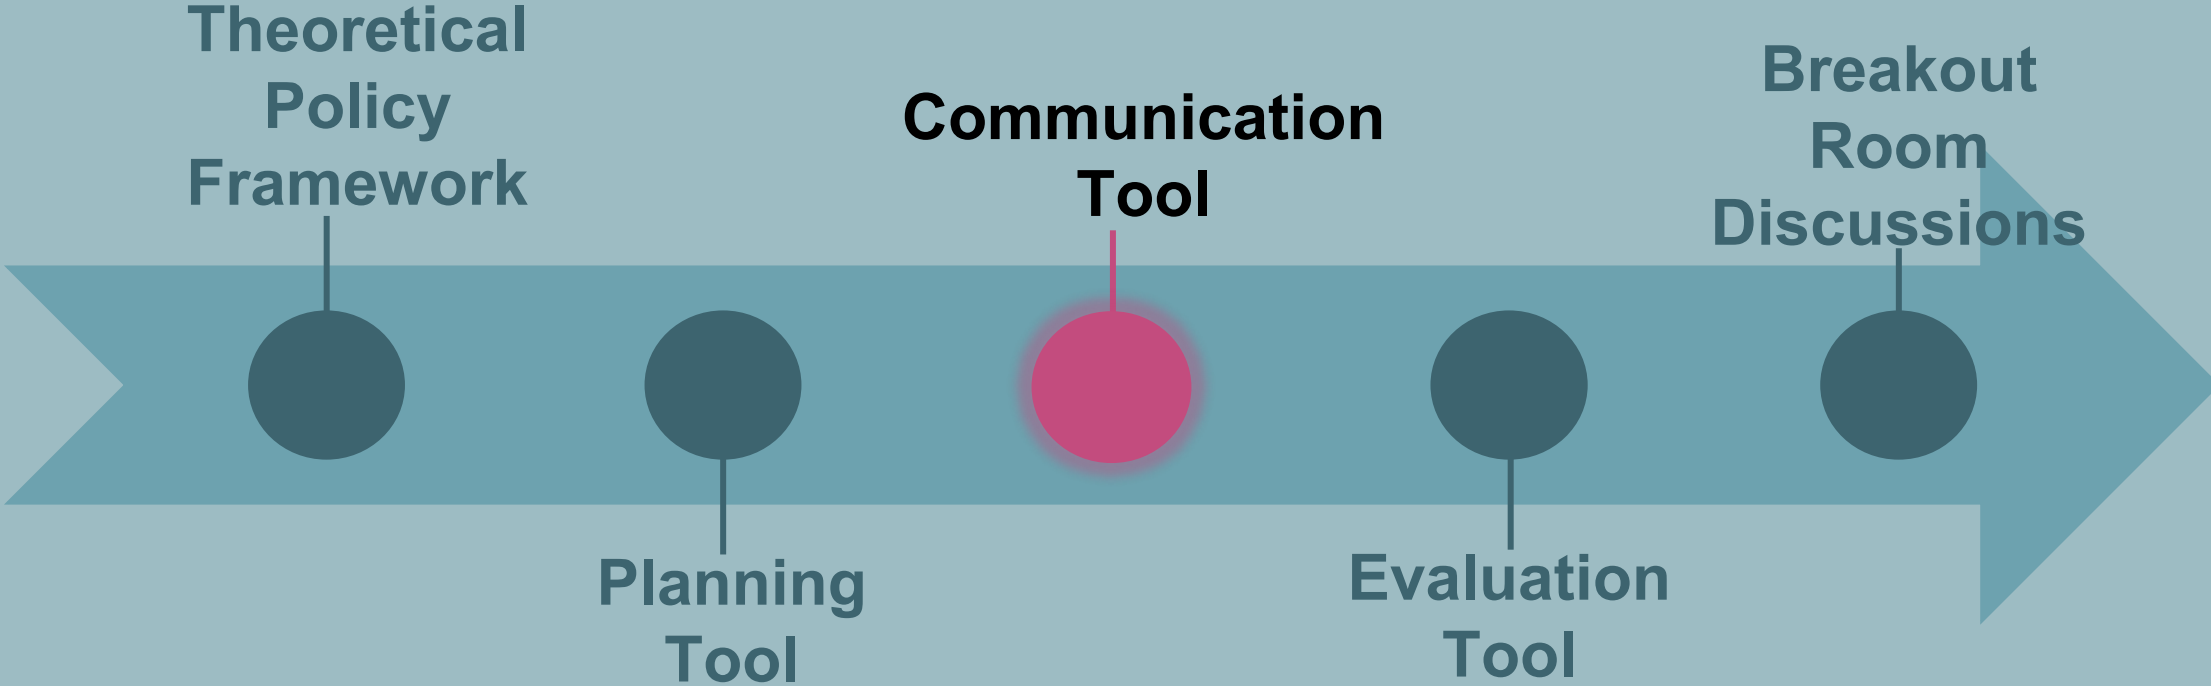 Theoretical
Policy
Framework
Planning
Tool
Communication
Tool
Evaluation
Tool
Breakout
Room
Discussions